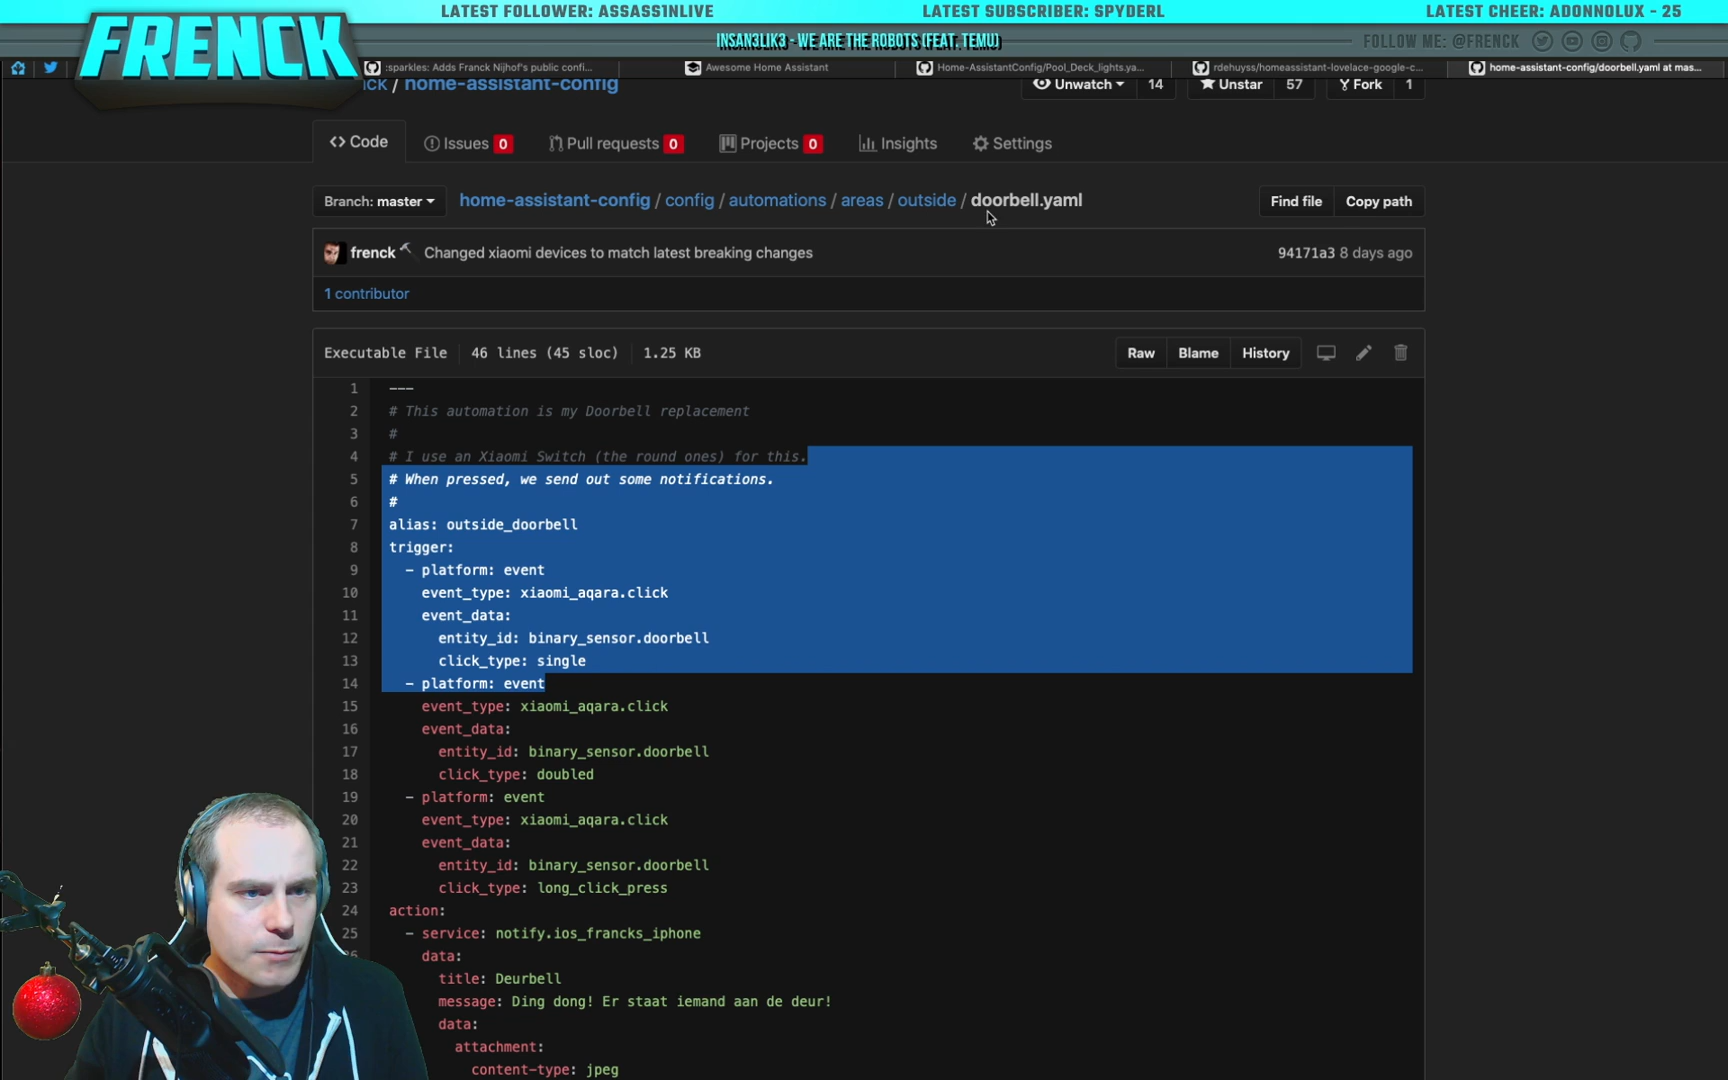 LATEST FOLLOWER: ASSASS1NLIVE
LATEST SUBSCRIBER: SPYDERL
LATEST CHEER: ADONNOLUX - 25
FRENCK
INSAN3LIK3 - WE ARE THE ROBOTS (FEAT. TEMU)
FOLLOW ME: @FRENCK
:sparkles: Adds Franck Nijhof's public confi...
Awesome Home Assistant
Home-AssistantConfig/Pool_Deck_lights.ya...
rdehuyss/homeassistant-lovelace-google-c...
home-assistant-config/doorbell.yaml at mas...
ck / home-assistant-config
Unwatch 14
Unstar 57
Fork 1
Code
Issues 0
Pull requests 0
Projects 0
Insights
Settings
Branch: master
home-assistant-config / config / automations / areas / outside / doorbell.yaml
Find file
Copy path
frenck Changed xiaomi devices to match latest breaking changes
94171a3 8 days ago
1 contributor
Executable File 46 lines (45 sloc) 1.25 KB
Raw Blame History
1 ---
2 # This automation is my Doorbell replacement
3 #
4 # I use an Xiaomi Switch (the round ones) for this.
5 # When pressed, we send out some notifications.
6 #
7 alias: outside_doorbell
8 trigger:
9 - platform: event
10 event_type: xiaomi_aqara.click
11 event_data:
12 entity_id: binary_sensor.doorbell
13 click_type: single
14 - platform: event
15 event_type: xiaomi_aqara.click
16 event_data:
17 entity_id: binary_sensor.doorbell
18 click_type: doubled
19 - platform: event
20 event_type: xiaomi_aqara.click
21 event_data:
22 entity_id: binary_sensor.doorbell
23 click_type: long_click_press
24 action:
25 - service: notify.ios_francks_iphone
data:
title: Deurbell
message: Ding dong! Er staat iemand aan de deur!
data:
attachment:
content-type: jpeg